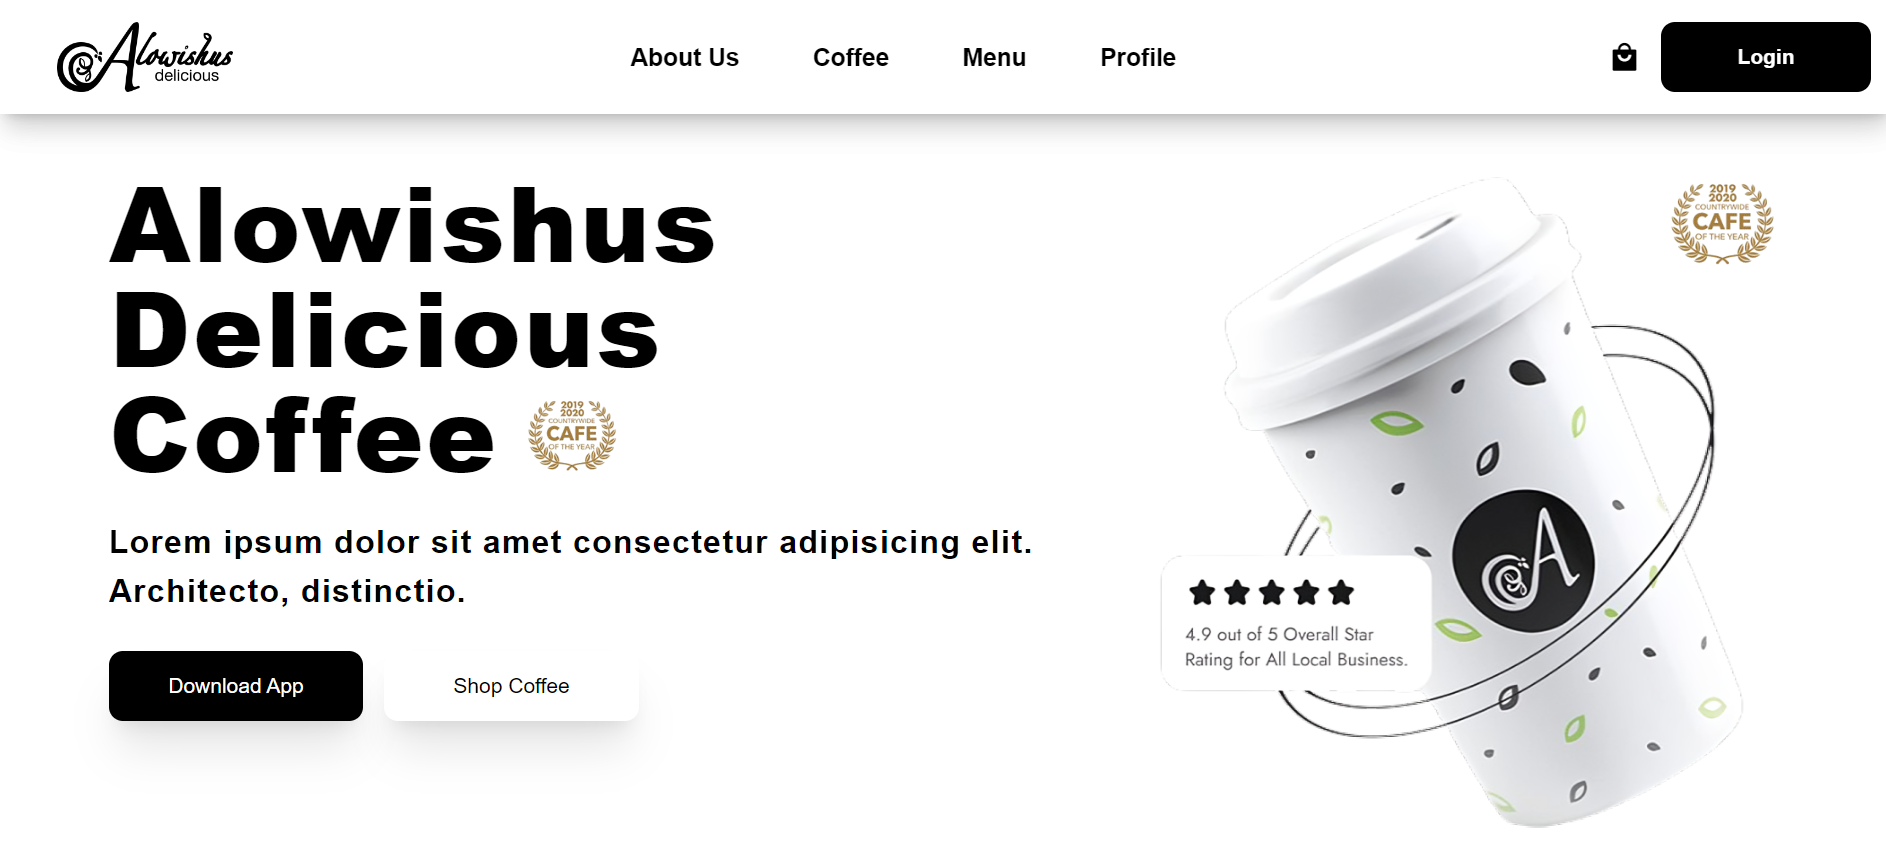 Alowishus
delicious
About Us
Coffee
Menu
Profile
Login
Alowishus
Delicious
Coffee
2019
2020
COUNTRYWIDE
CAFE
OF THE YEAR
Lorem ipsum dolor sit amet consectetur adipisicing elit.
Architecto, distinctio.
Download App
Shop Coffee
2019
2020
COUNTRYWIDE
CAFE
OF THE YEAR
A
4.9 out of 5 Overall Star
Rating for All Local Business.